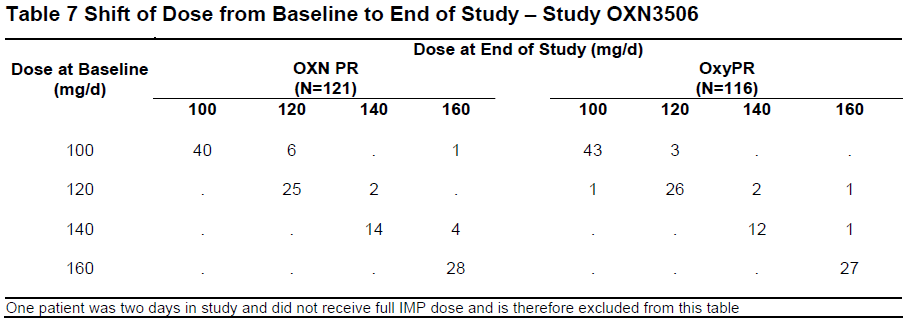 Table 7 Shift of Dose from Baseline to End of Study – Study OXN3506
Dose at End of Study (mg/d)
Dose at Baseline (mg/d)
OXN PR (N=121)
OxyPR (N=116)
100 120 140 160 100 120 140 160
100 40 6 . 1 43 3 . .
120 . 25 2 . 1 26 2 1
140 . . 14 4 . . 12 1
160 . . . 28 . . . 27
One patient was two days in study and did not receive full IMP dose and is therefore excluded from this table